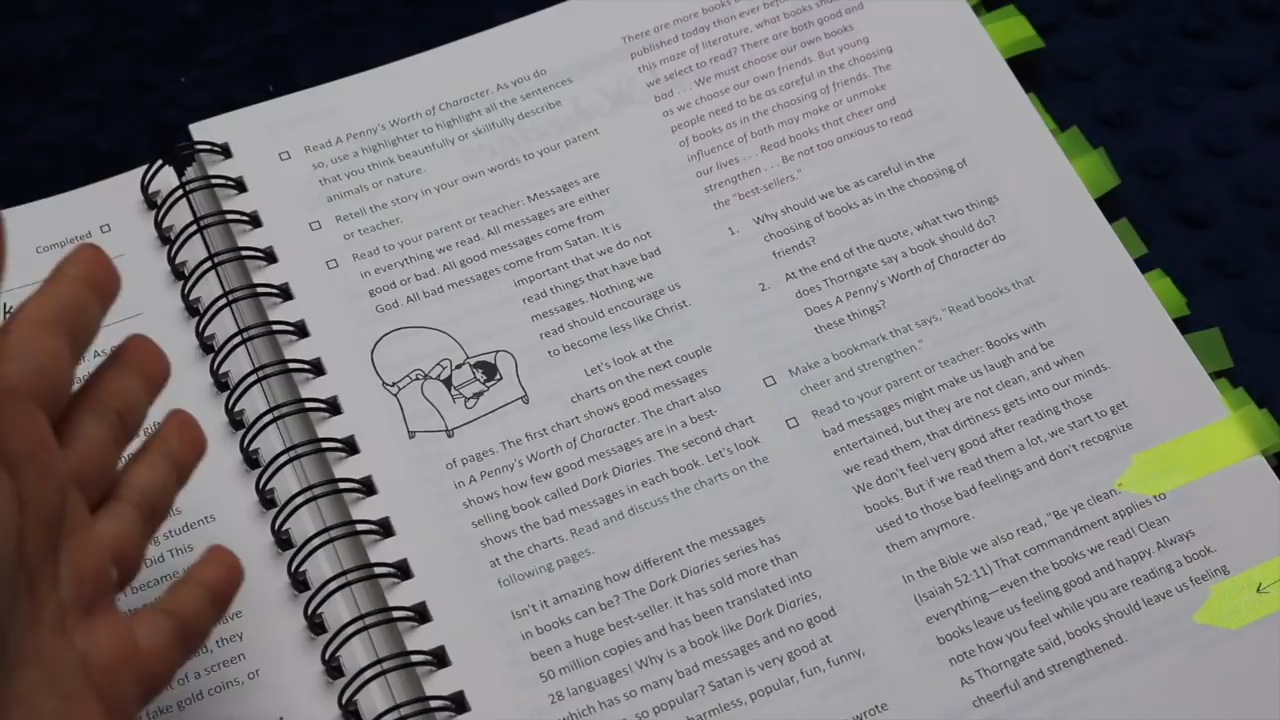 Completed
k
gift
g students
Did This
I became
have
ad, they
t of a screen
take gold coins, or
Read A Penny's Worth of Character. As you do
so, use a highlighter to highlight all the sentences
that you think beautifully or skillfully describe
animals or nature.
Retell the story in your own words to your parent
or teacher.
Read to your parent or teacher: Messages are
in everything we read. All messages are either
good or bad. All good messages come from
God. All bad messages come from Satan. It is
important that we do not
read things that have bad
messages. Nothing we
read should encourage us
to become less like Christ.
Let's look at the
charts on the next couple
of pages. The first chart shows good messages
in A Penny's Worth of Character. The chart also
shows how few good messages are in a best-
selling book called Dork Diaries. The second chart
shows the bad messages in each book. Let's look
at the charts. Read and discuss the charts on the
following pages.
Isn't it amazing how different the messages
in books can be? The Dork Diaries series has
been a huge best-seller. It has sold more than
50 million copies and has been translated into
28 languages! Why is a book like Dork Diaries,
which has so many bad messages and no good
so popular? Satan is very good at
harmless, popular, fun, funny,
wrote
There are more books
published today than ever
this maze of literature, what books
we select to read? There are both good and
bad . . . We must choose our own books
as we choose our own friends. But young
people need to be as careful in the choosing
of books as in the choosing of friends. The
influence of both may make or unmake
our lives . . . Read books that cheer and
strengthen . . . Be not too anxious to read
the "best-sellers."
1. Why should we be as careful in the
choosing of books as in the choosing of
friends?
2. At the end of the quote, what two things
does Thorngate say a book should do?
Does A Penny's Worth of Character do
these things?
Make a bookmark that says, "Read books that
cheer and strengthen."
Read to your parent or teacher: Books with
bad messages might make us laugh and be
entertained, but they are not clean, and when
we read them, that dirtiness gets into our minds.
We don't feel very good after reading those
books. But if we read them a lot, we start to get
used to those bad feelings and don't recognize
them anymore.
In the Bible we also read, "Be ye clean."
(Isaiah 52:11) That commandment applies to
everything—even the books we read! Clean
books leave us feeling good and happy. Always
note how you feel while you are reading a book.
As Thorngate said, books should leave us feeling
cheerful and strengthened.